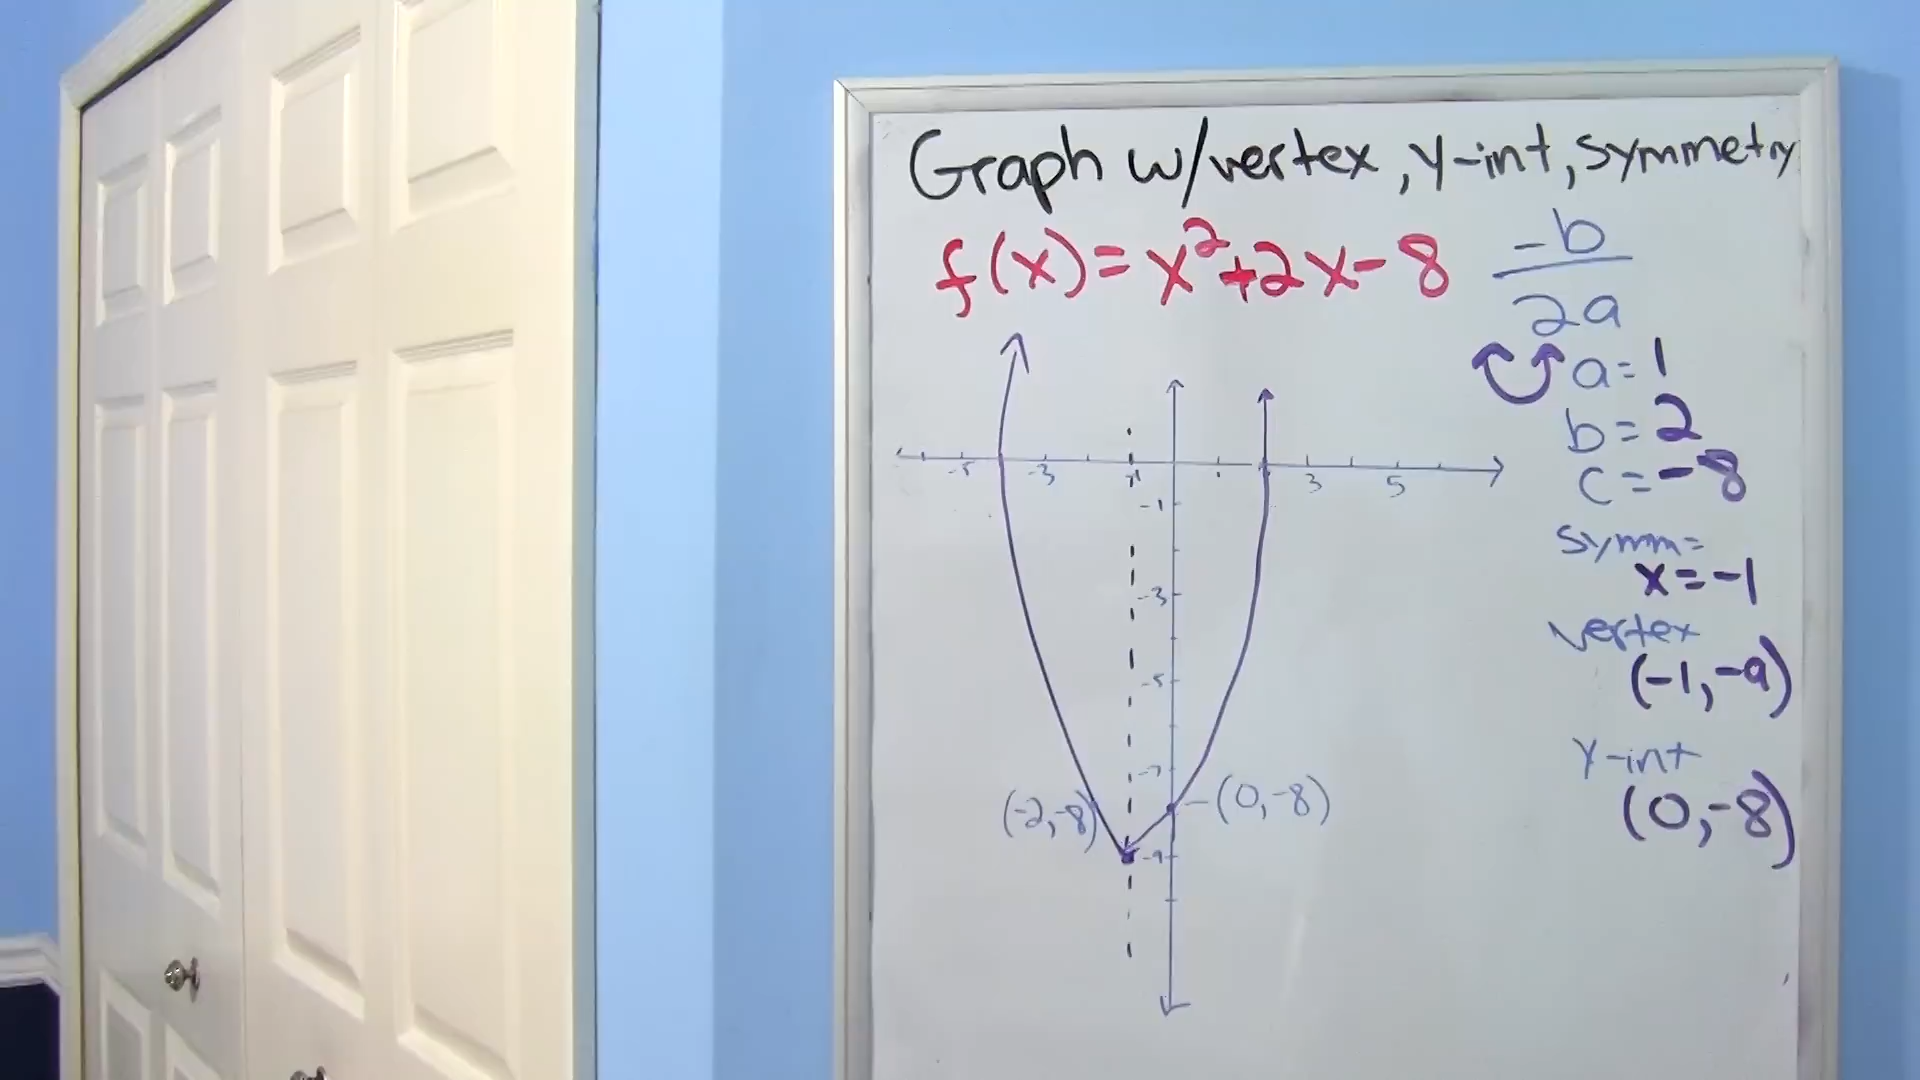 Graph w/vertex, y-int, symmetry
f(x)= x²+2x-8
-b
2a
a=1
b=2
c=-8
symm=
x=-1
vertex
(-1,-9)
y-int
(0,-8)
-5 -3 -1 3 5
-1
-3
-5
-7
(-2,-8) -(0,-8)
-9